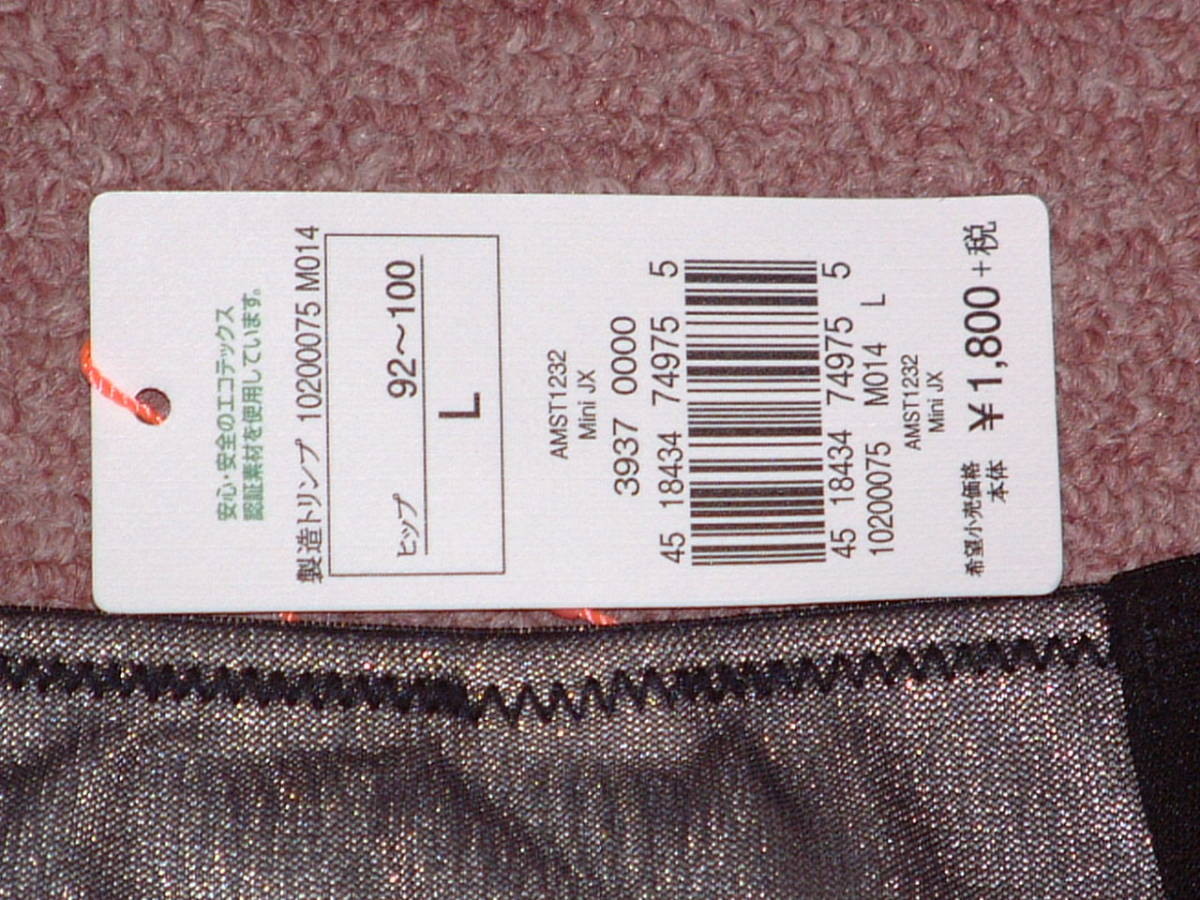 安心・安全のエコテックス
認証素材を使用しています。
製造トリンプ 10200075 M014
ヒップ 92～100
L
AMST1232
Mini JX
3937 0000
45 18434 74975 5
45 18434 74975 5
10200075 M014 L
AMST1232
Mini JX
希望小売価格
本体 ¥1,800+税